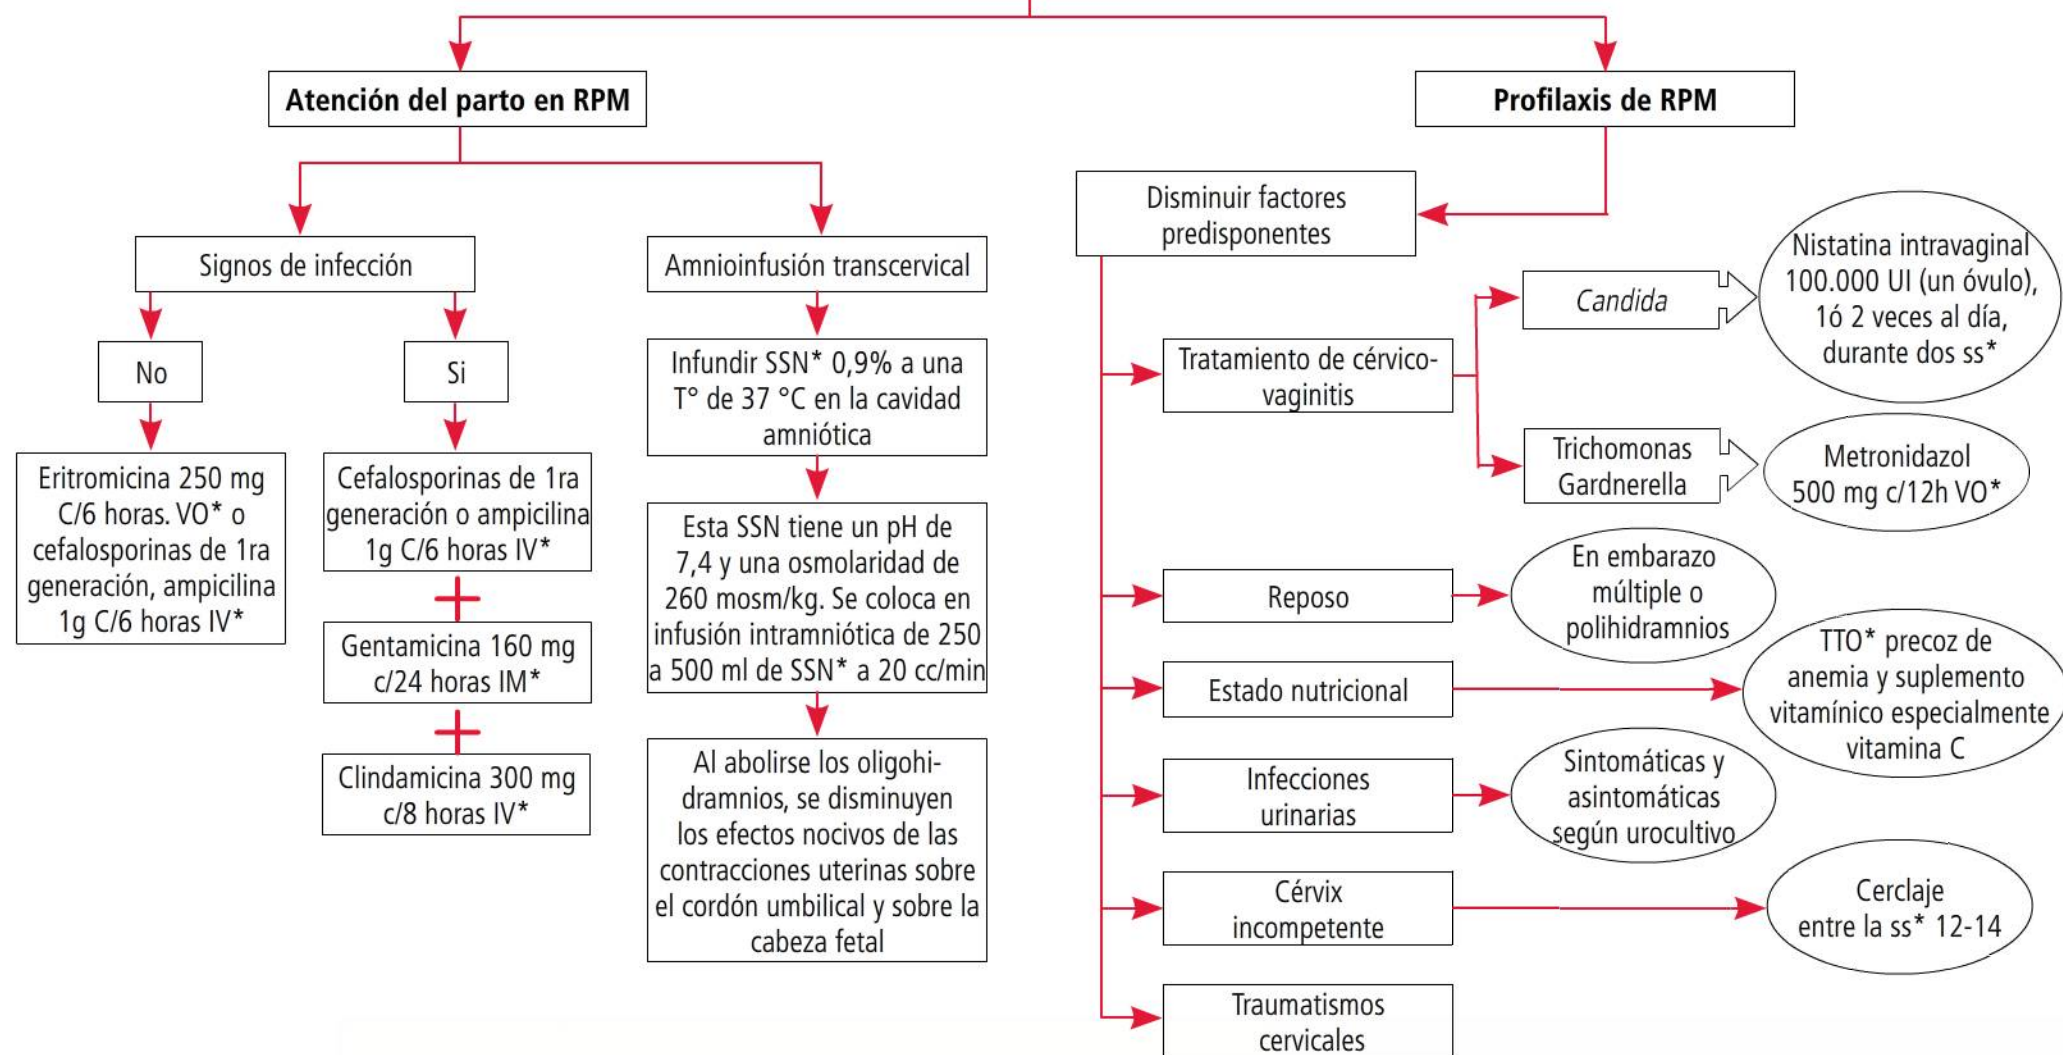 Atención del parto en RPM
Profilaxis de RPM
Signos de infección
No
Si
Eritromicina 250 mg
C/6 horas. VO* o
cefalosporinas de 1ra
generación, ampicilina
1g C/6 horas IV*
Cefalosporinas de 1ra
generación o ampicilina
1g C/6 horas IV*
+
Gentamicina 160 mg
c/24 horas IM*
+
Clindamicina 300 mg
c/8 horas IV*
Amnioinfusión transcervical
Infundir SSN* 0,9% a una
T° de 37 °C en la cavidad
amniótica
Esta SSN tiene un pH de
7,4 y una osmolaridad de
260 mosm/kg. Se coloca en
infusión intramniótica de 250
a 500 ml de SSN* a 20 cc/min
Al abolirse los oligohi-
dramnios, se disminuyen
los efectos nocivos de las
contracciones uterinas sobre
el cordón umbilical y sobre la
cabeza fetal
Disminuir factores
predisponentes
Tratamiento de cérvico-
vaginitis
Candida
Nistatina intravaginal
100.000 UI (un óvulo),
1ó 2 veces al día,
durante dos ss*
Trichomonas
Gardnerella
Metronidazol
500 mg c/12h VO*
Reposo
En embarazo
múltiple o
polihidramnios
Estado nutricional
TTO* precoz de
anemia y suplemento
vitamínico especialmente
vitamina C
Infecciones
urinarias
Sintomáticas y
asintomáticas
según urocultivo
Cérvix
incompetente
Cerclaje
entre la ss* 12-14
Traumatismos
cervicales